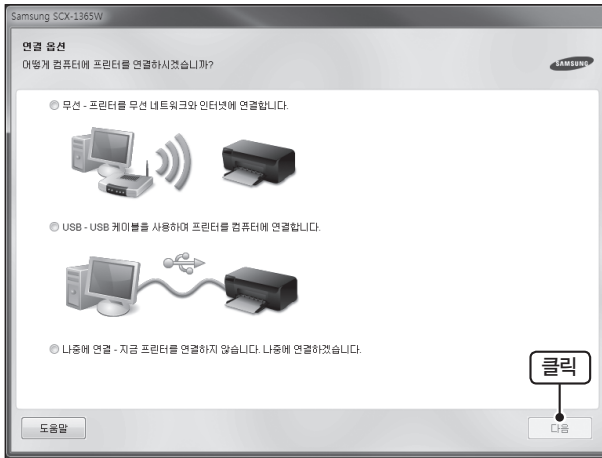 Samsung SCX-1365W
연결 옵션
어떻게 컴퓨터에 프린터를 연결하시겠습니까?
SAMSUNG
무선 - 프린터를 무선 네트워크와 인터넷에 연결합니다.
USB - USB 케이블을 사용하여 프린터를 컴퓨터에 연결합니다.
나중에 연결 - 지금 프린터를 연결하지 않습니다. 나중에 연결하겠습니다.
클릭
도움말
다음